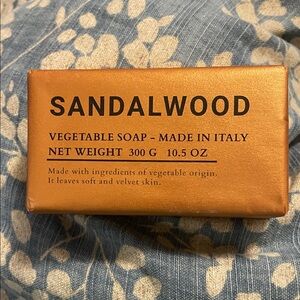 SANDALWOOD
VEGETABLE SOAP - MADE IN ITALY
NET WEIGHT 300 G 10.5 OZ
Made with ingredients of vegetable origin.
It leaves soft and velvet skin.